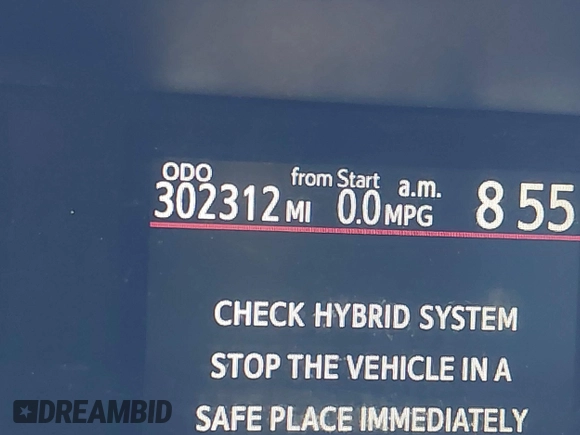 ODO from Start a.m.
302312 MI 0.0 MPG 8 55
CHECK HYBRID SYSTEM
STOP THE VEHICLE IN A
SAFE PLACE IMMEDIATELY
DREAMBID